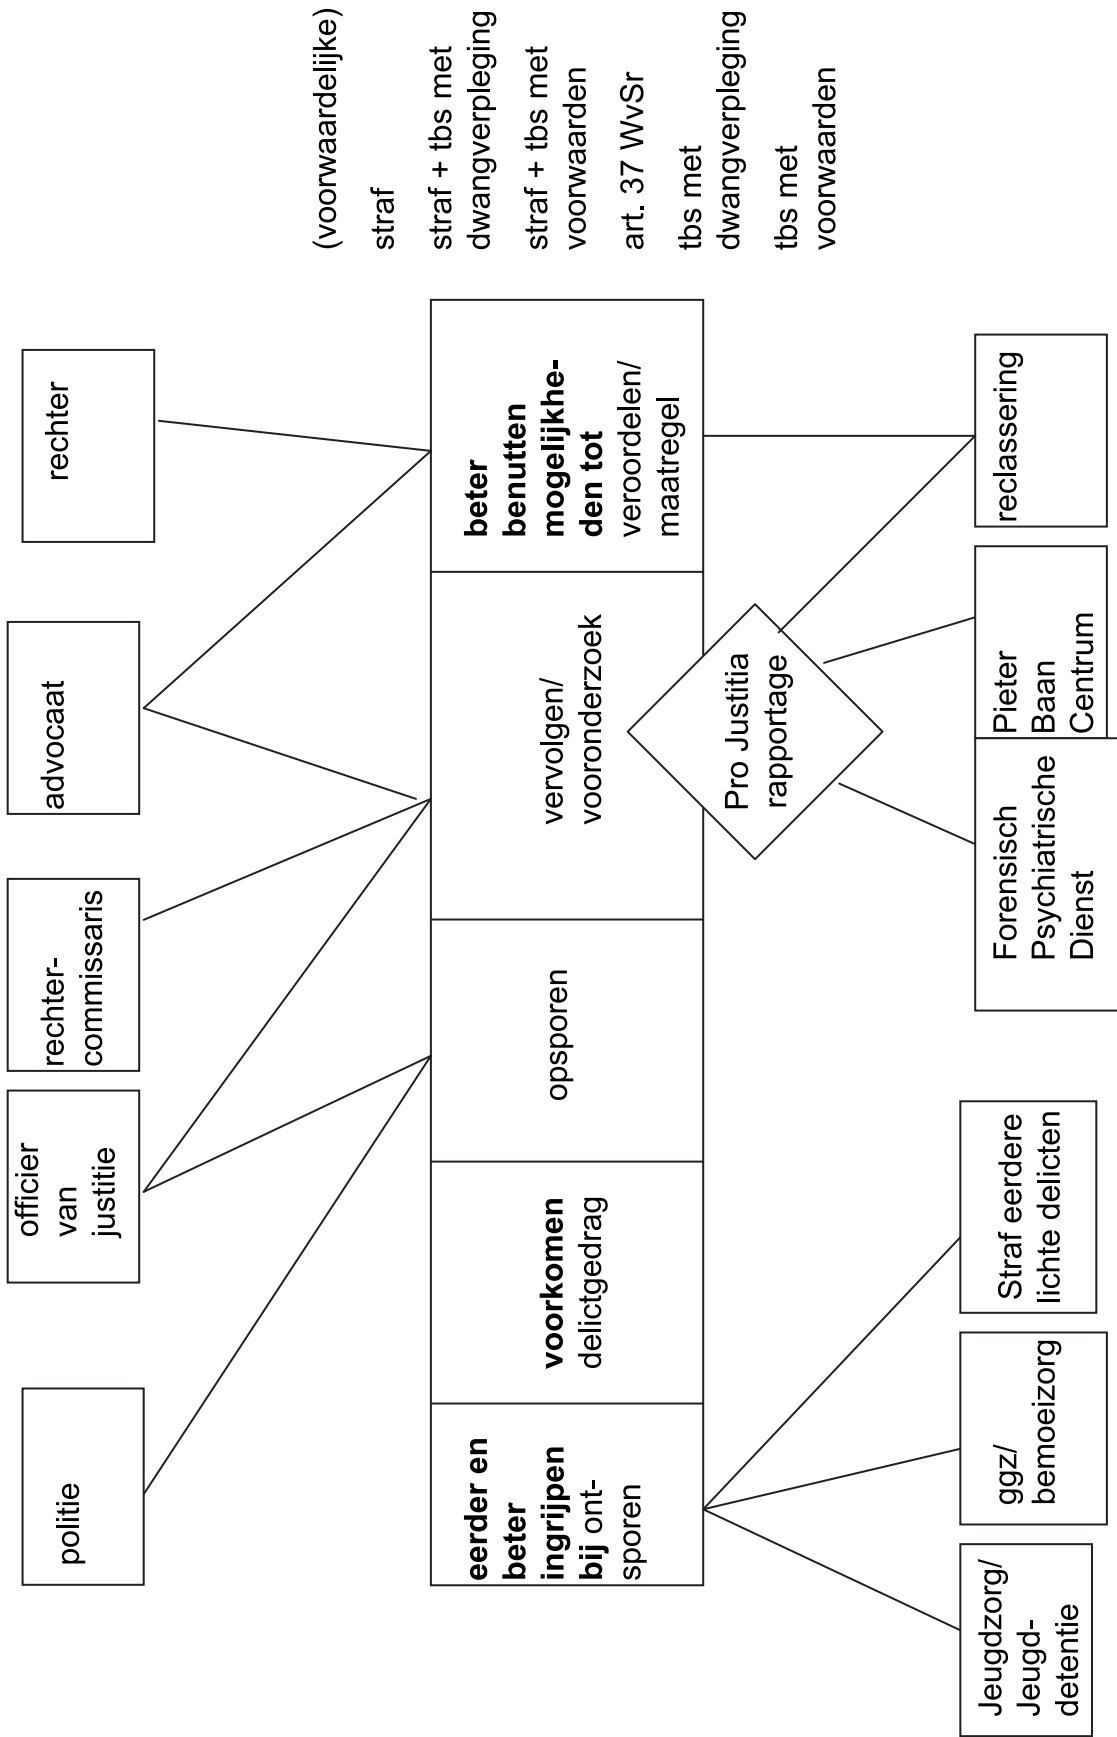 politie
officier
van
justitie
rechter-
commissaris
advocaat
rechter
eerder en
beter
ingrijpen
bij ont-
sporen
voorkomen
delictgedrag
opsporen
vervolgen/
vooronderzoek
beter
benutten
mogelijkhe-
den tot
veroordelen/
maatregel
(voorwaardelijke)
straf
straf + tbs met
dwangverpleging
straf + tbs met
voorwaarden
art. 37 WvSr
tbs met
dwangverpleging
tbs met
voorwaarden
Pro Justitia
rapportage
Jeugdzorg/
Jeugd-
detentie
ggz/
bemoeizorg
Straf eerdere
lichte delicten
Forensisch
Psychiatrische
Dienst
Pieter
Baan
Centrum
reclassering